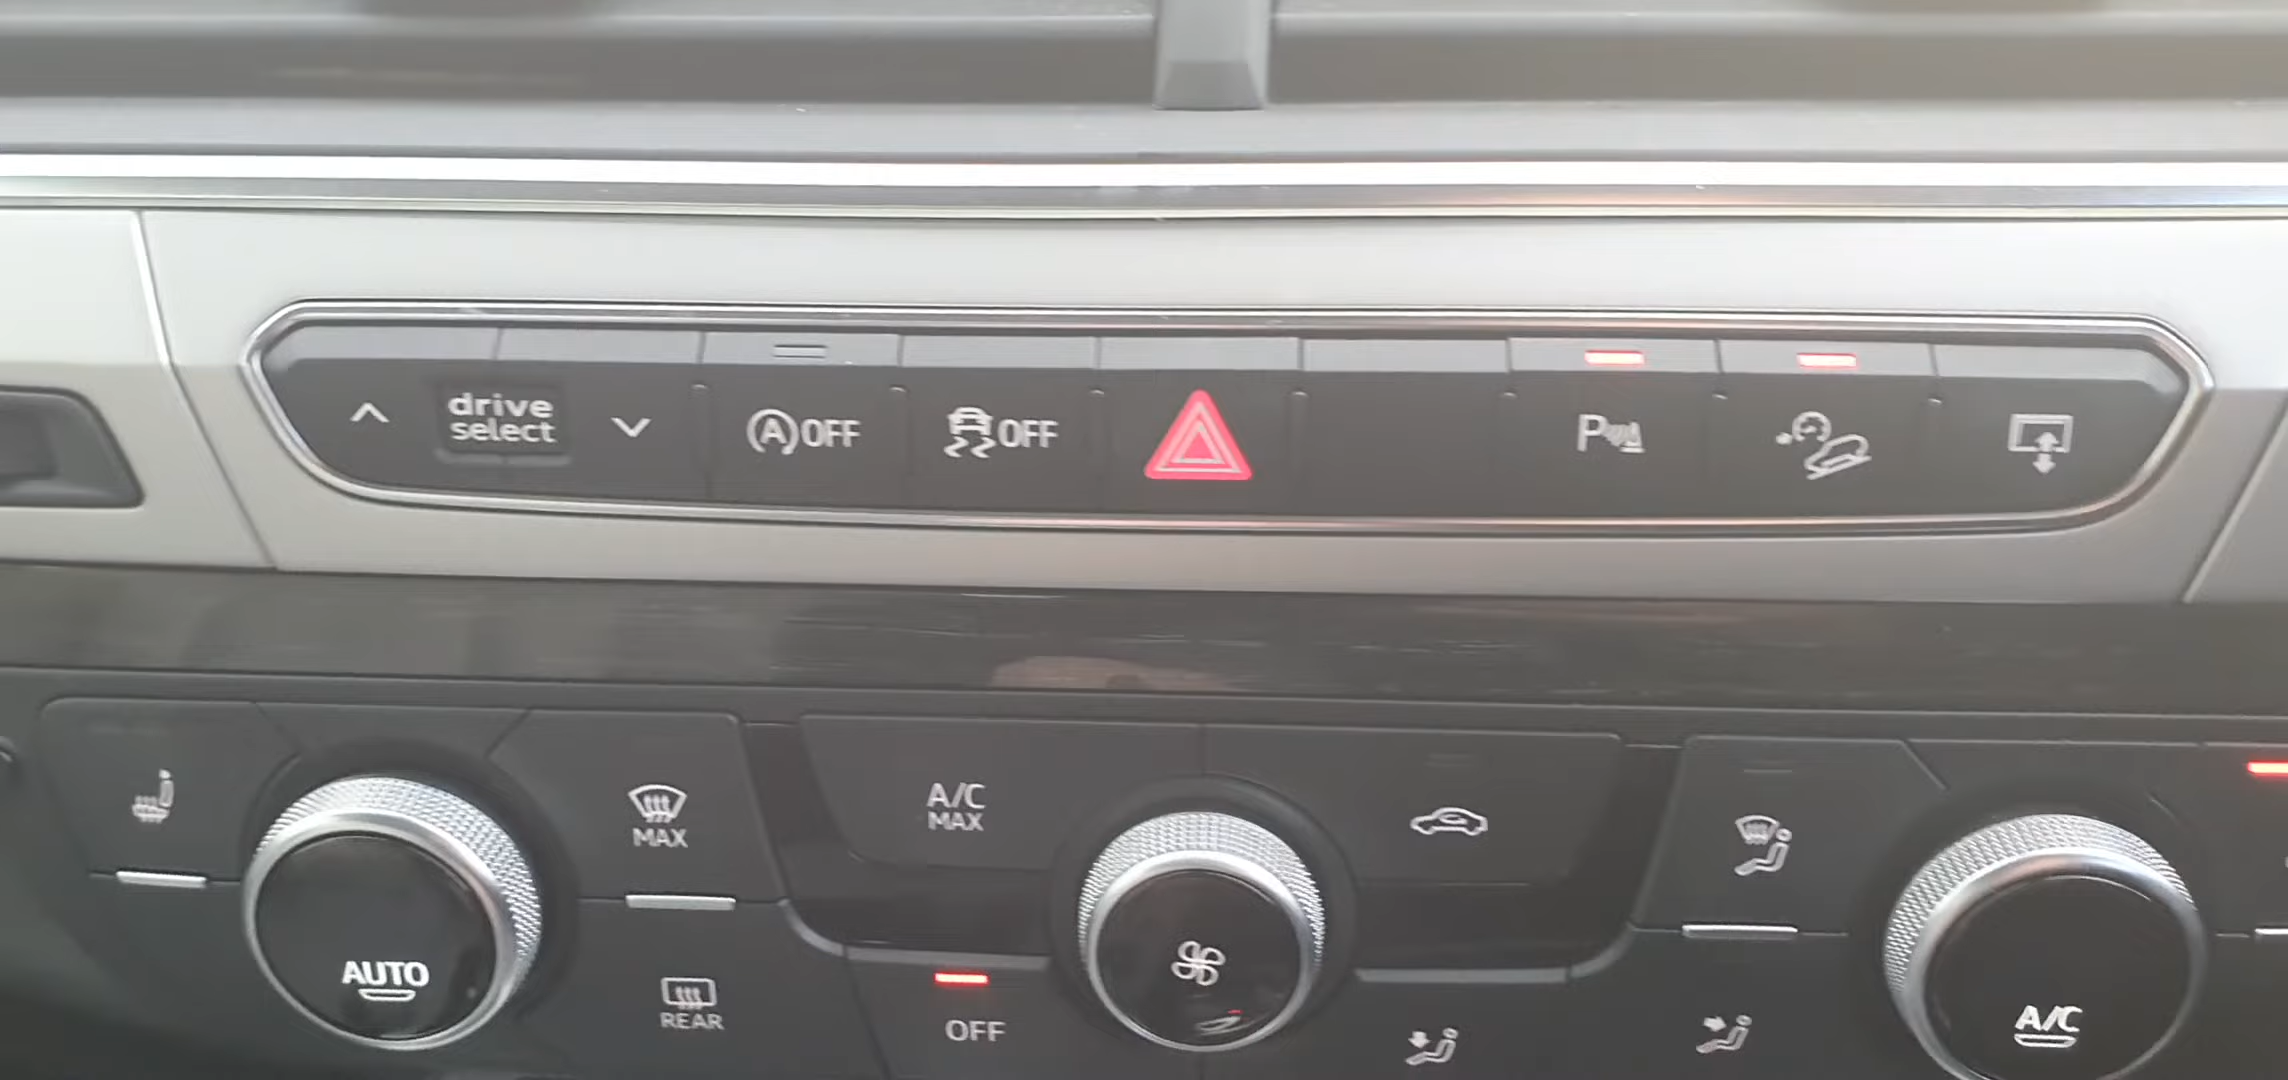 drive
select
A OFF
OFF
P
MAX
A/C
MAX
AUTO
REAR
OFF
A/C